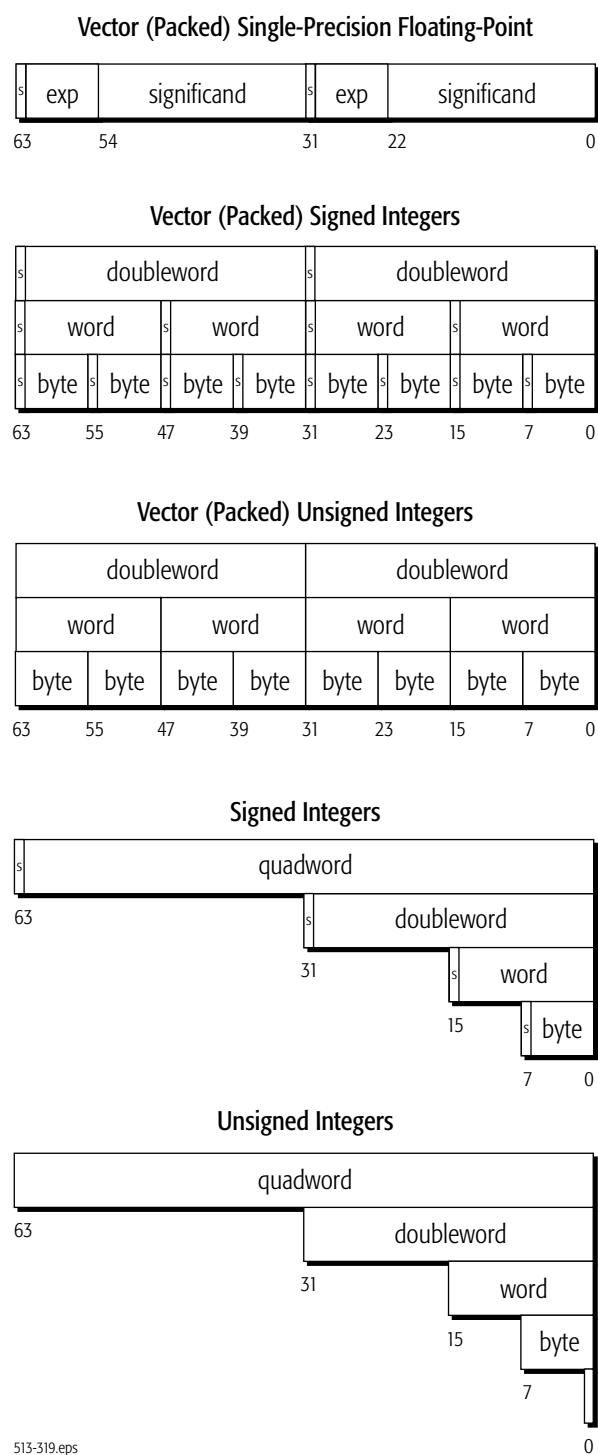 Vector (Packed) Single-Precision Floating-Point
s exp significand s exp significand
63 54 31 22 0
Vector (Packed) Signed Integers
s doubleword s doubleword
s word s word s word s word
s byte s byte s byte s byte s byte s byte s byte s byte
63 55 47 39 31 23 15 7 0
Vector (Packed) Unsigned Integers
doubleword doubleword
word word word word
byte byte byte byte byte byte byte byte
63 55 47 39 31 23 15 7 0
Signed Integers
s quadword
63 s doubleword
31 s word
15 s byte
7 0
Unsigned Integers
quadword
63 doubleword
31 word
15 byte
7
513-319.eps 0